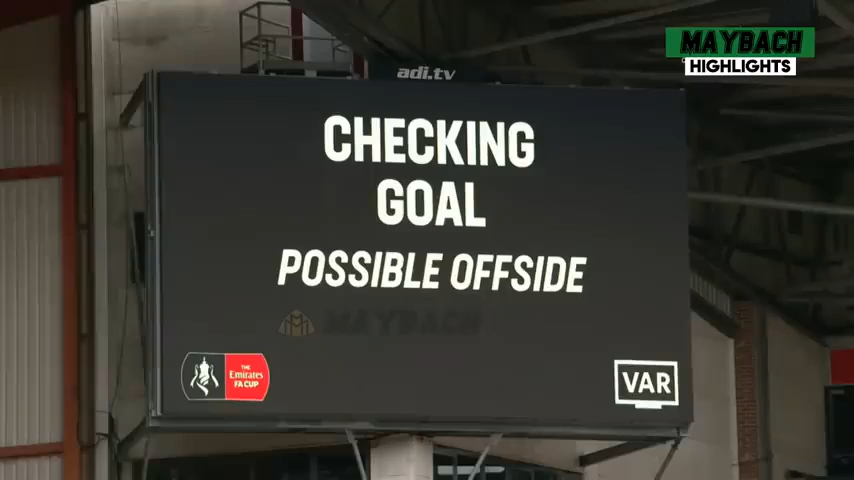 MAYBACH
HIGHLIGHTS
adi.tv
CHECKING
GOAL
POSSIBLE OFFSIDE
MAYBACH
THE
Emirates
FA CUP
VAR